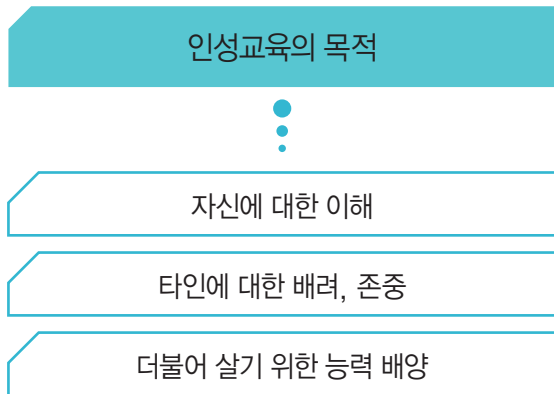 인성교육의 목적
자신에 대한 이해
타인에 대한 배려, 존중
더불어 살기 위한 능력 배양